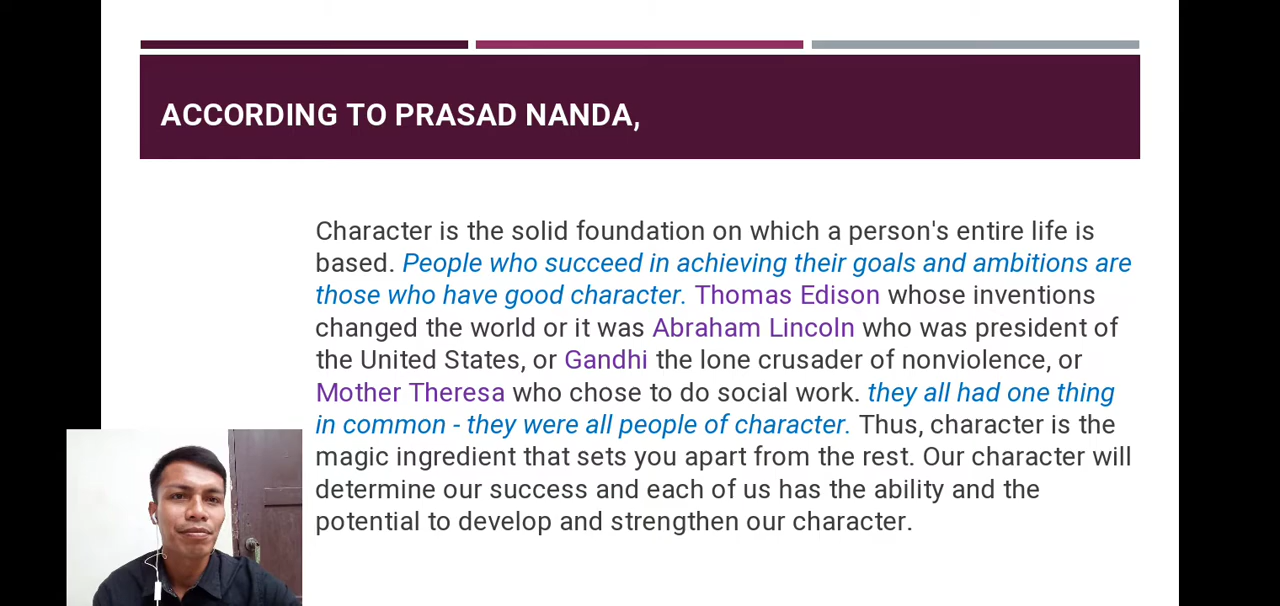 ACCORDING TO PRASAD NANDA,
Character is the solid foundation on which a person's entire life is
based. People who succeed in achieving their goals and ambitions are
those who have good character. Thomas Edison whose inventions
changed the world or it was Abraham Lincoln who was president of
the United States, or Gandhi the lone crusader of nonviolence, or
Mother Theresa who chose to do social work. they all had one thing
in common - they were all people of character. Thus, character is the
magic ingredient that sets you apart from the rest. Our character will
determine our success and each of us has the ability and the
potential to develop and strengthen our character.